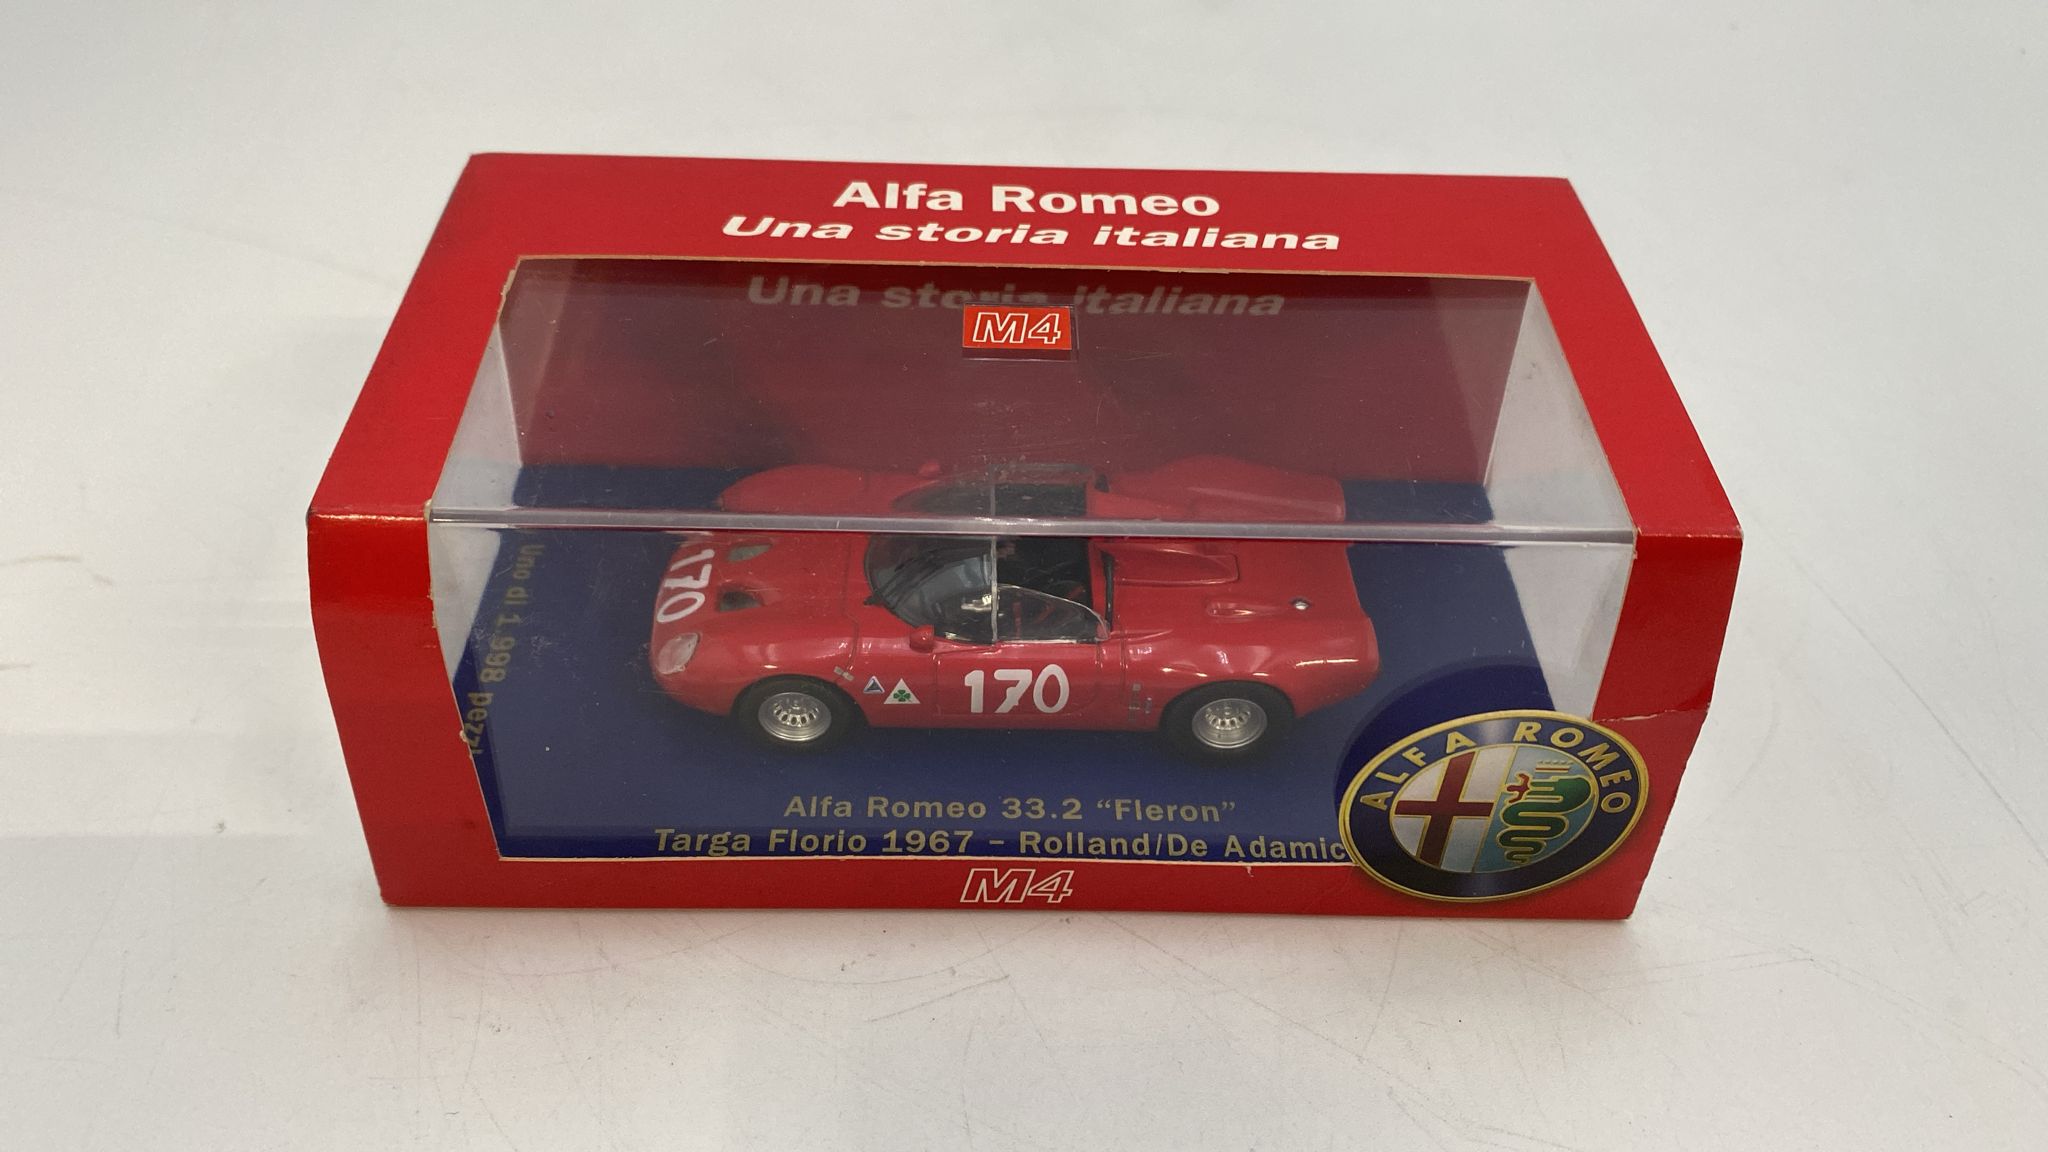 Alfa Romeo
Una storia italiana
Una storia italiana
M4
170
170
Uno di 1.998 pezzi
ALFA ROMEO
Alfa Romeo 33.2 “Fleron”
Targa Florio 1967 – Rolland/De Adamic
M4